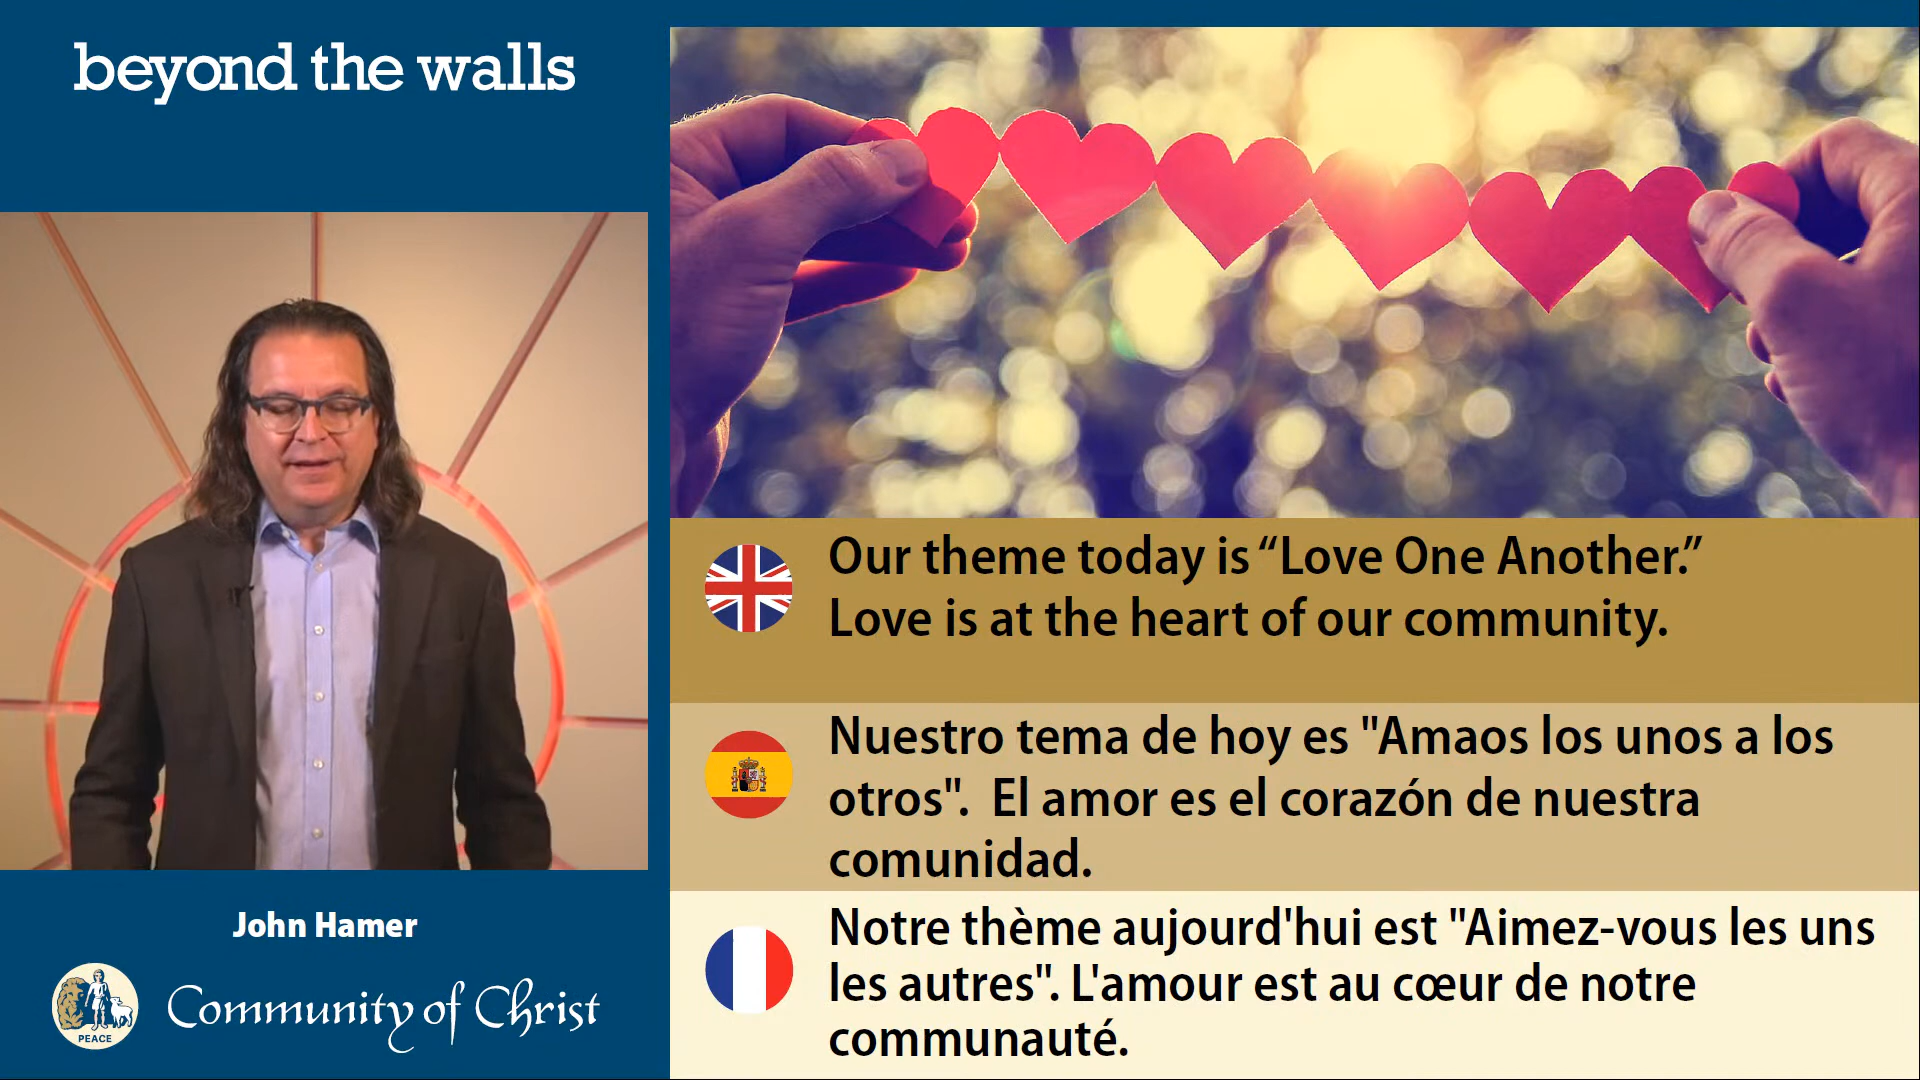 beyond the walls
John Hamer
PEACE
Community of Christ
Our theme today is “Love One Another.”
Love is at the heart of our community.
Nuestro tema de hoy es "Amaos los unos a los
otros".  El amor es el corazón de nuestra
comunidad.
Notre thème aujourd'hui est "Aimez-vous les uns
les autres". L'amour est au cœur de notre
communauté.